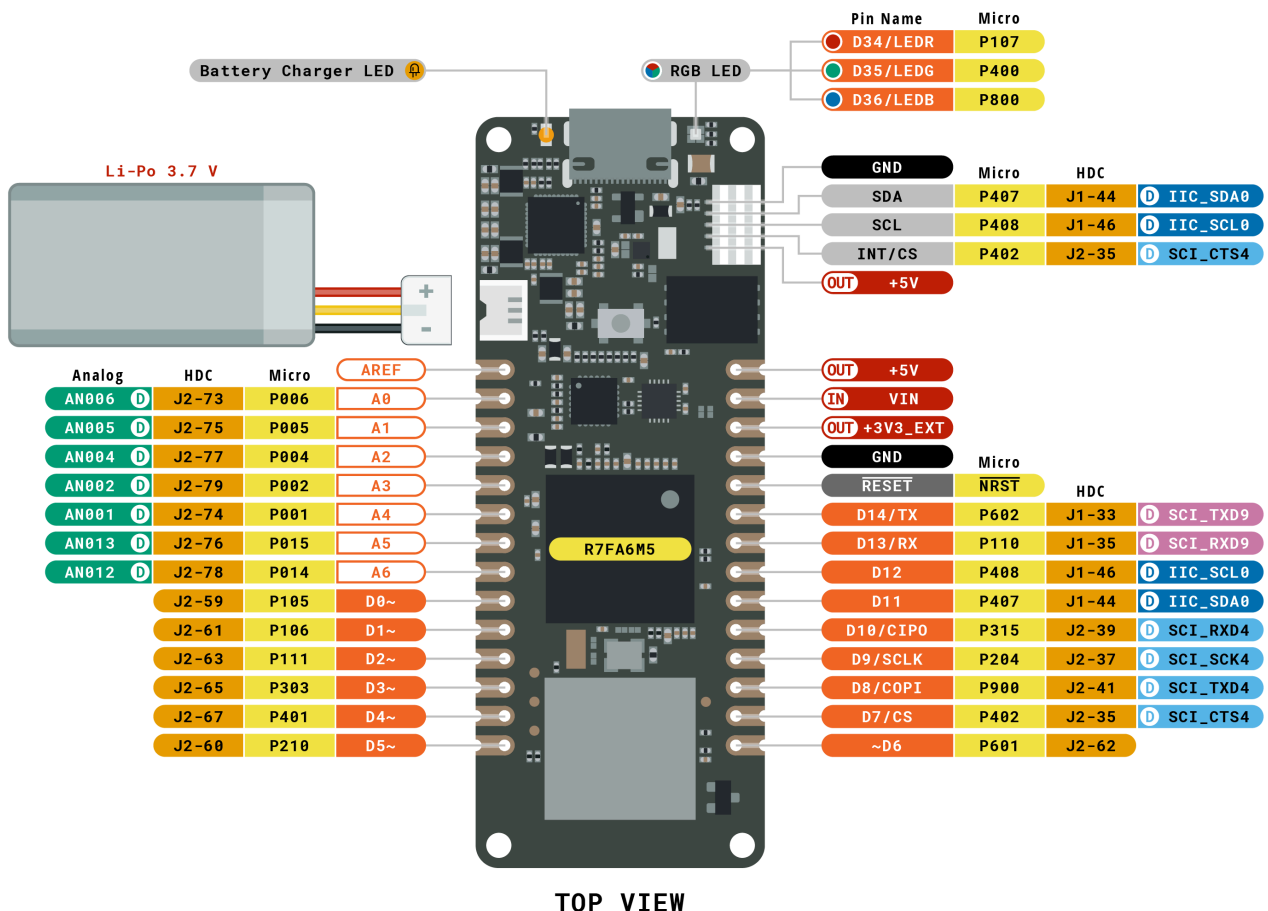 Pin Name Micro
D34/LEDR P107
Battery Charger LED RGB LED D35/LEDG P400
D36/LEDB P800
Li-Po 3.7 V
+
-
GND
Micro HDC
SDA P407 J1-44 D IIC_SDA0
SCL P408 J1-46 D IIC_SCL0
INT/CS P402 J2-35 D SCI_CTS4
OUT +5V
Analog HDC Micro AREF
AN006 D J2-73 P006 A0
AN005 D J2-75 P005 A1
AN004 D J2-77 P004 A2
AN002 D J2-79 P002 A3
AN001 D J2-74 P001 A4
AN013 D J2-76 P015 A5
AN012 D J2-78 P014 A6
J2-59 P105 D0~
J2-61 P106 D1~
J2-63 P111 D2~
J2-65 P303 D3~
J2-67 P401 D4~
J2-60 P210 D5~
R7FA6M5
OUT +5V
IN VIN
OUT +3V3_EXT
GND
Micro
RESET NRST
HDC
D14/TX P602 J1-33 D SCI_TXD9
D13/RX P110 J1-35 D SCI_RXD9
D12 P408 J1-46 D IIC_SCL0
D11 P407 J1-44 D IIC_SDA0
D10/CIPO P315 J2-39 D SCI_RXD4
D9/SCLK P204 J2-37 D SCI_SCK4
D8/COPI P900 J2-41 D SCI_TXD4
D7/CS P402 J2-35 D SCI_CTS4
~D6 P601 J2-62
TOP VIEW